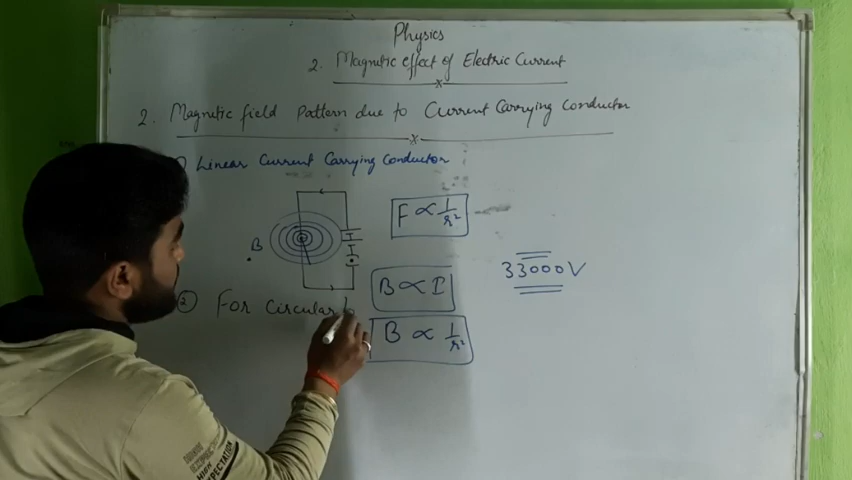 Physics
2. Magnetic effect of Electric Current
2. Magnetic field Pattern due to Current Carrying Conductor
Linear Current Carrying Conductor
F ∝ 1/r²
B
33000V
B ∝ I
② For Circular
B ∝ 1/r²
HIGH